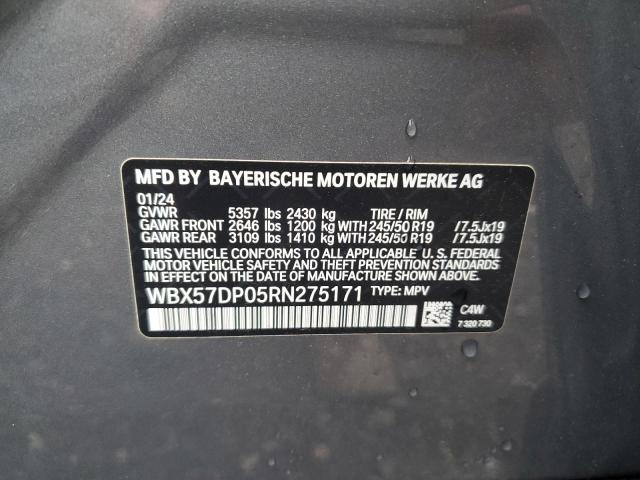 MFD BY BAYERISCHE MOTOREN WERKE AG
01/24
GVWR 5357 lbs 2430 kg TIRE / RIM
GAWR FRONT 2646 lbs 1200 kg WITH 245/50 R19 /7.5Jx19
GAWR REAR 3109 lbs 1410 kg WITH 245/50 R19 /7.5Jx19
THIS VEHICLE CONFORMS TO ALL APPLICABLE U. S. FEDERAL
MOTOR VEHICLE SAFETY, BUMPER, AND THEFT PREVENTION
STANDARDS IN EFFECT ON THE DATE OF MANUFACTURE SHOWN ABOVE.
WBX57DP05RN275171 TYPE: MPV
C4W
7 320 730